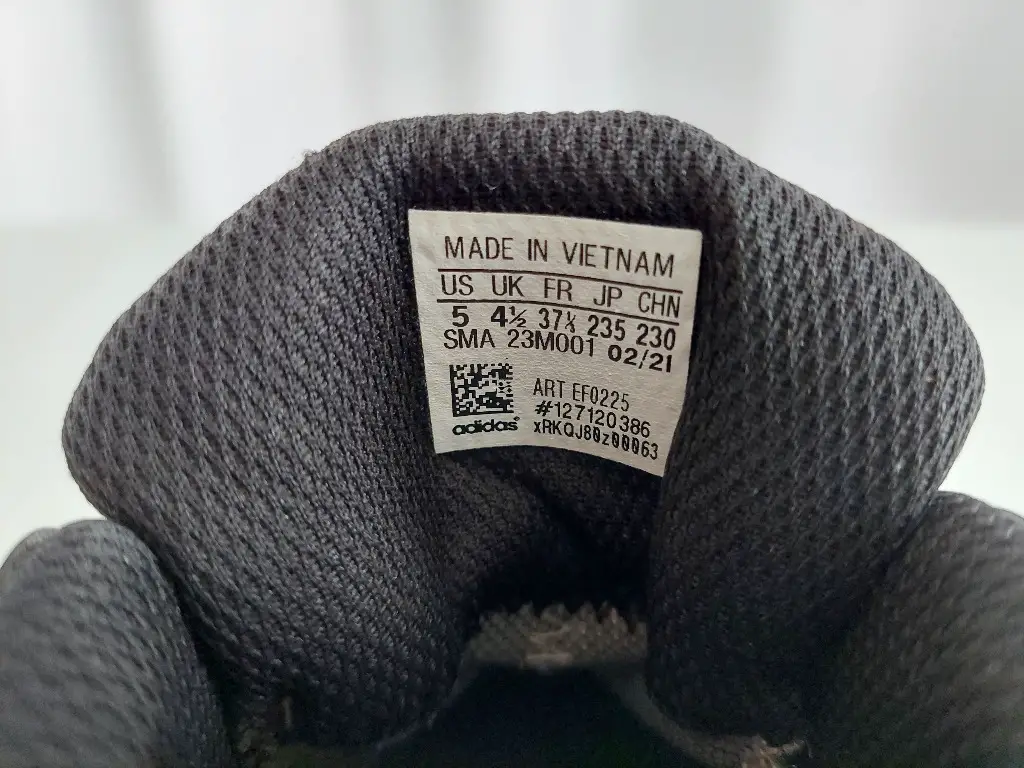 MADE IN VIETNAM
US UK FR JP CHN
5 4½ 37⅓ 235 230
SMA 23M001 02/21
ART EF0225
#127120386
adidas xRKQJ80z00063